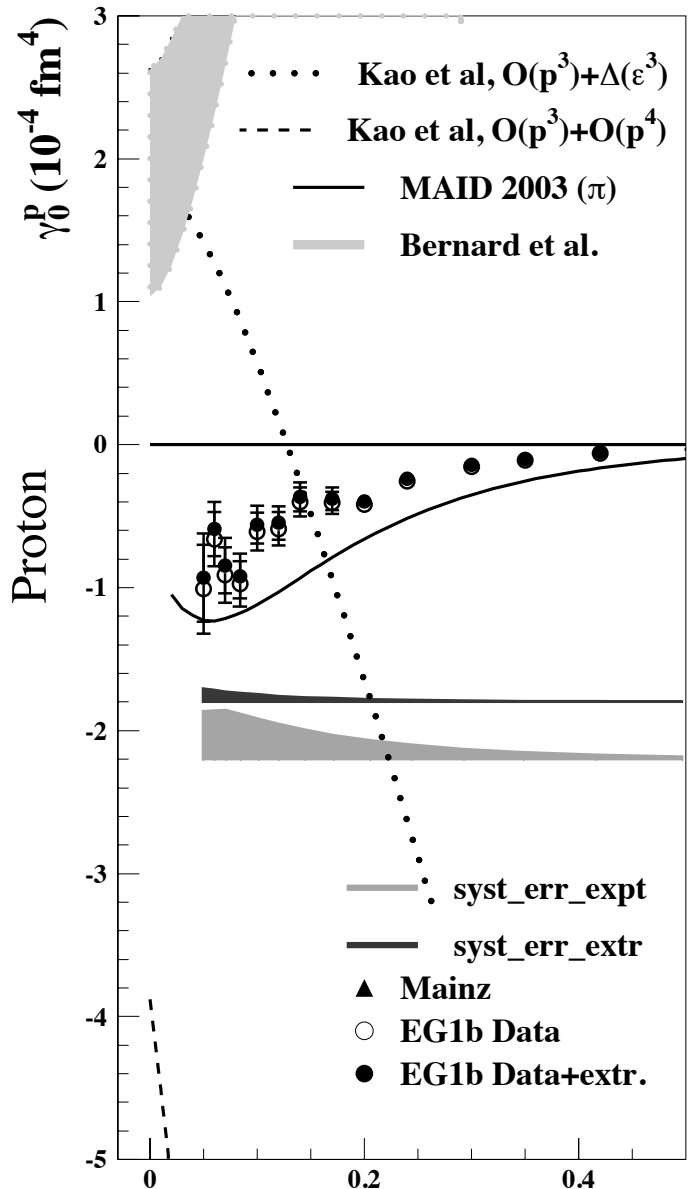 3
2
1
0
-1
-2
-3
-4
-5
γ₀ᵖ (10⁻⁴ fm⁴)
Proton
Kao et al, O(p³)+Δ(ε³)
Kao et al, O(p³)+O(p⁴)
MAID 2003 (π)
Bernard et al.
syst_err_expt
syst_err_extr
Mainz
EG1b Data
EG1b Data+extr.
0 0.2 0.4